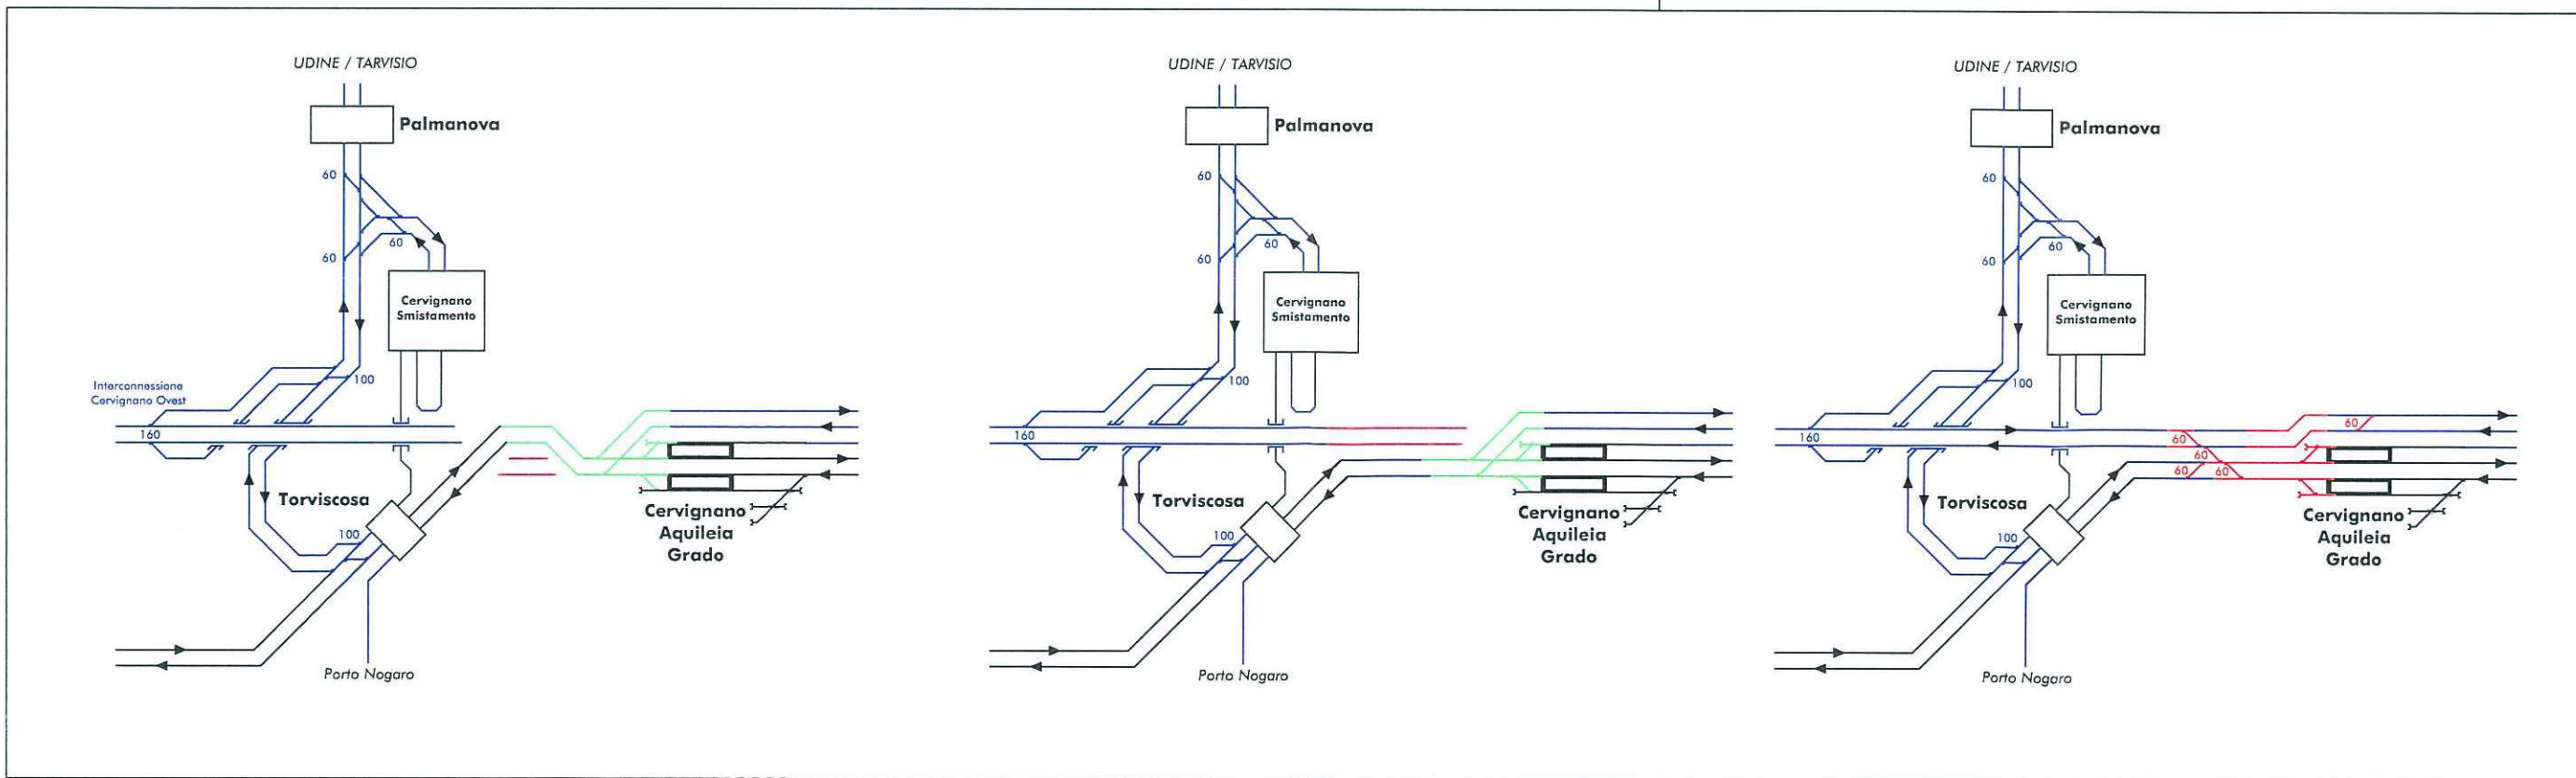 UDINE / TARVISIO
Palmanova
60
60
60
Cervignano
Smistamento
100
Interconnessione
Cervignano Ovest
160
Torviscosa
100
Cervignano
Aquileia
Grado
Porto Nogaro
UDINE / TARVISIO
Palmanova
60
60
60
Cervignano
Smistamento
100
160
Torviscosa
100
Cervignano
Aquileia
Grado
Porto Nogaro
UDINE / TARVISIO
Palmanova
60
60
60
Cervignano
Smistamento
100
160
60
60
60
60
60
Torviscosa
100
Cervignano
Aquileia
Grado
Porto Nogaro